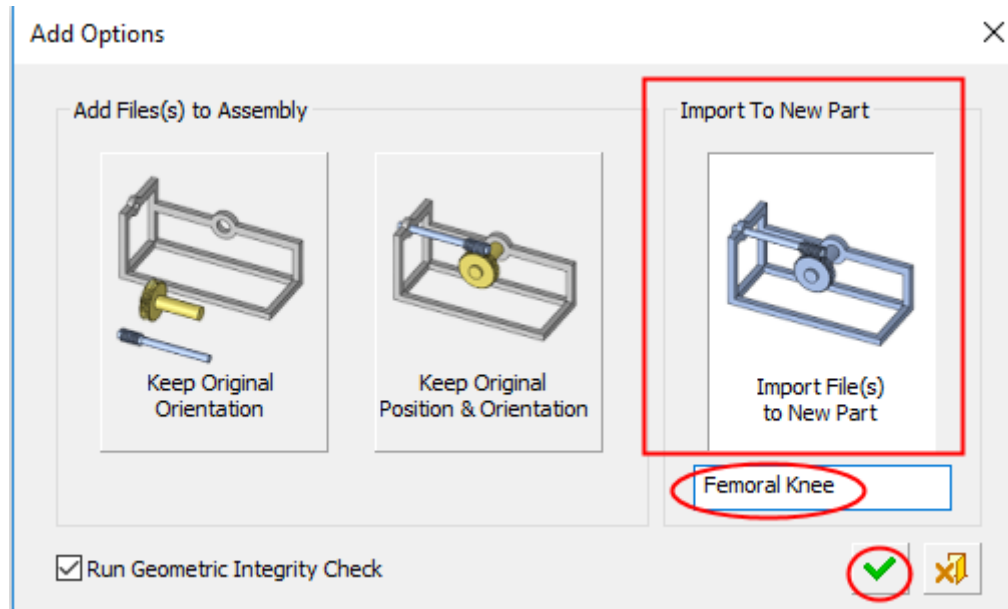 Add Options
Add Files(s) to Assembly
Keep Original
Orientation
Keep Original
Position & Orientation
Import To New Part
Import File(s)
to New Part
Femoral Knee
Run Geometric Integrity Check